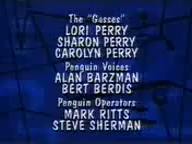 The "Gasses"
LORI PERRY
SHARON PERRY
CAROLYN PERRY
Penguin Voices:
ALAN BARZMAN
BERT BERDIS
Penguin Operators
MARK RITTS
STEVE SHERMAN